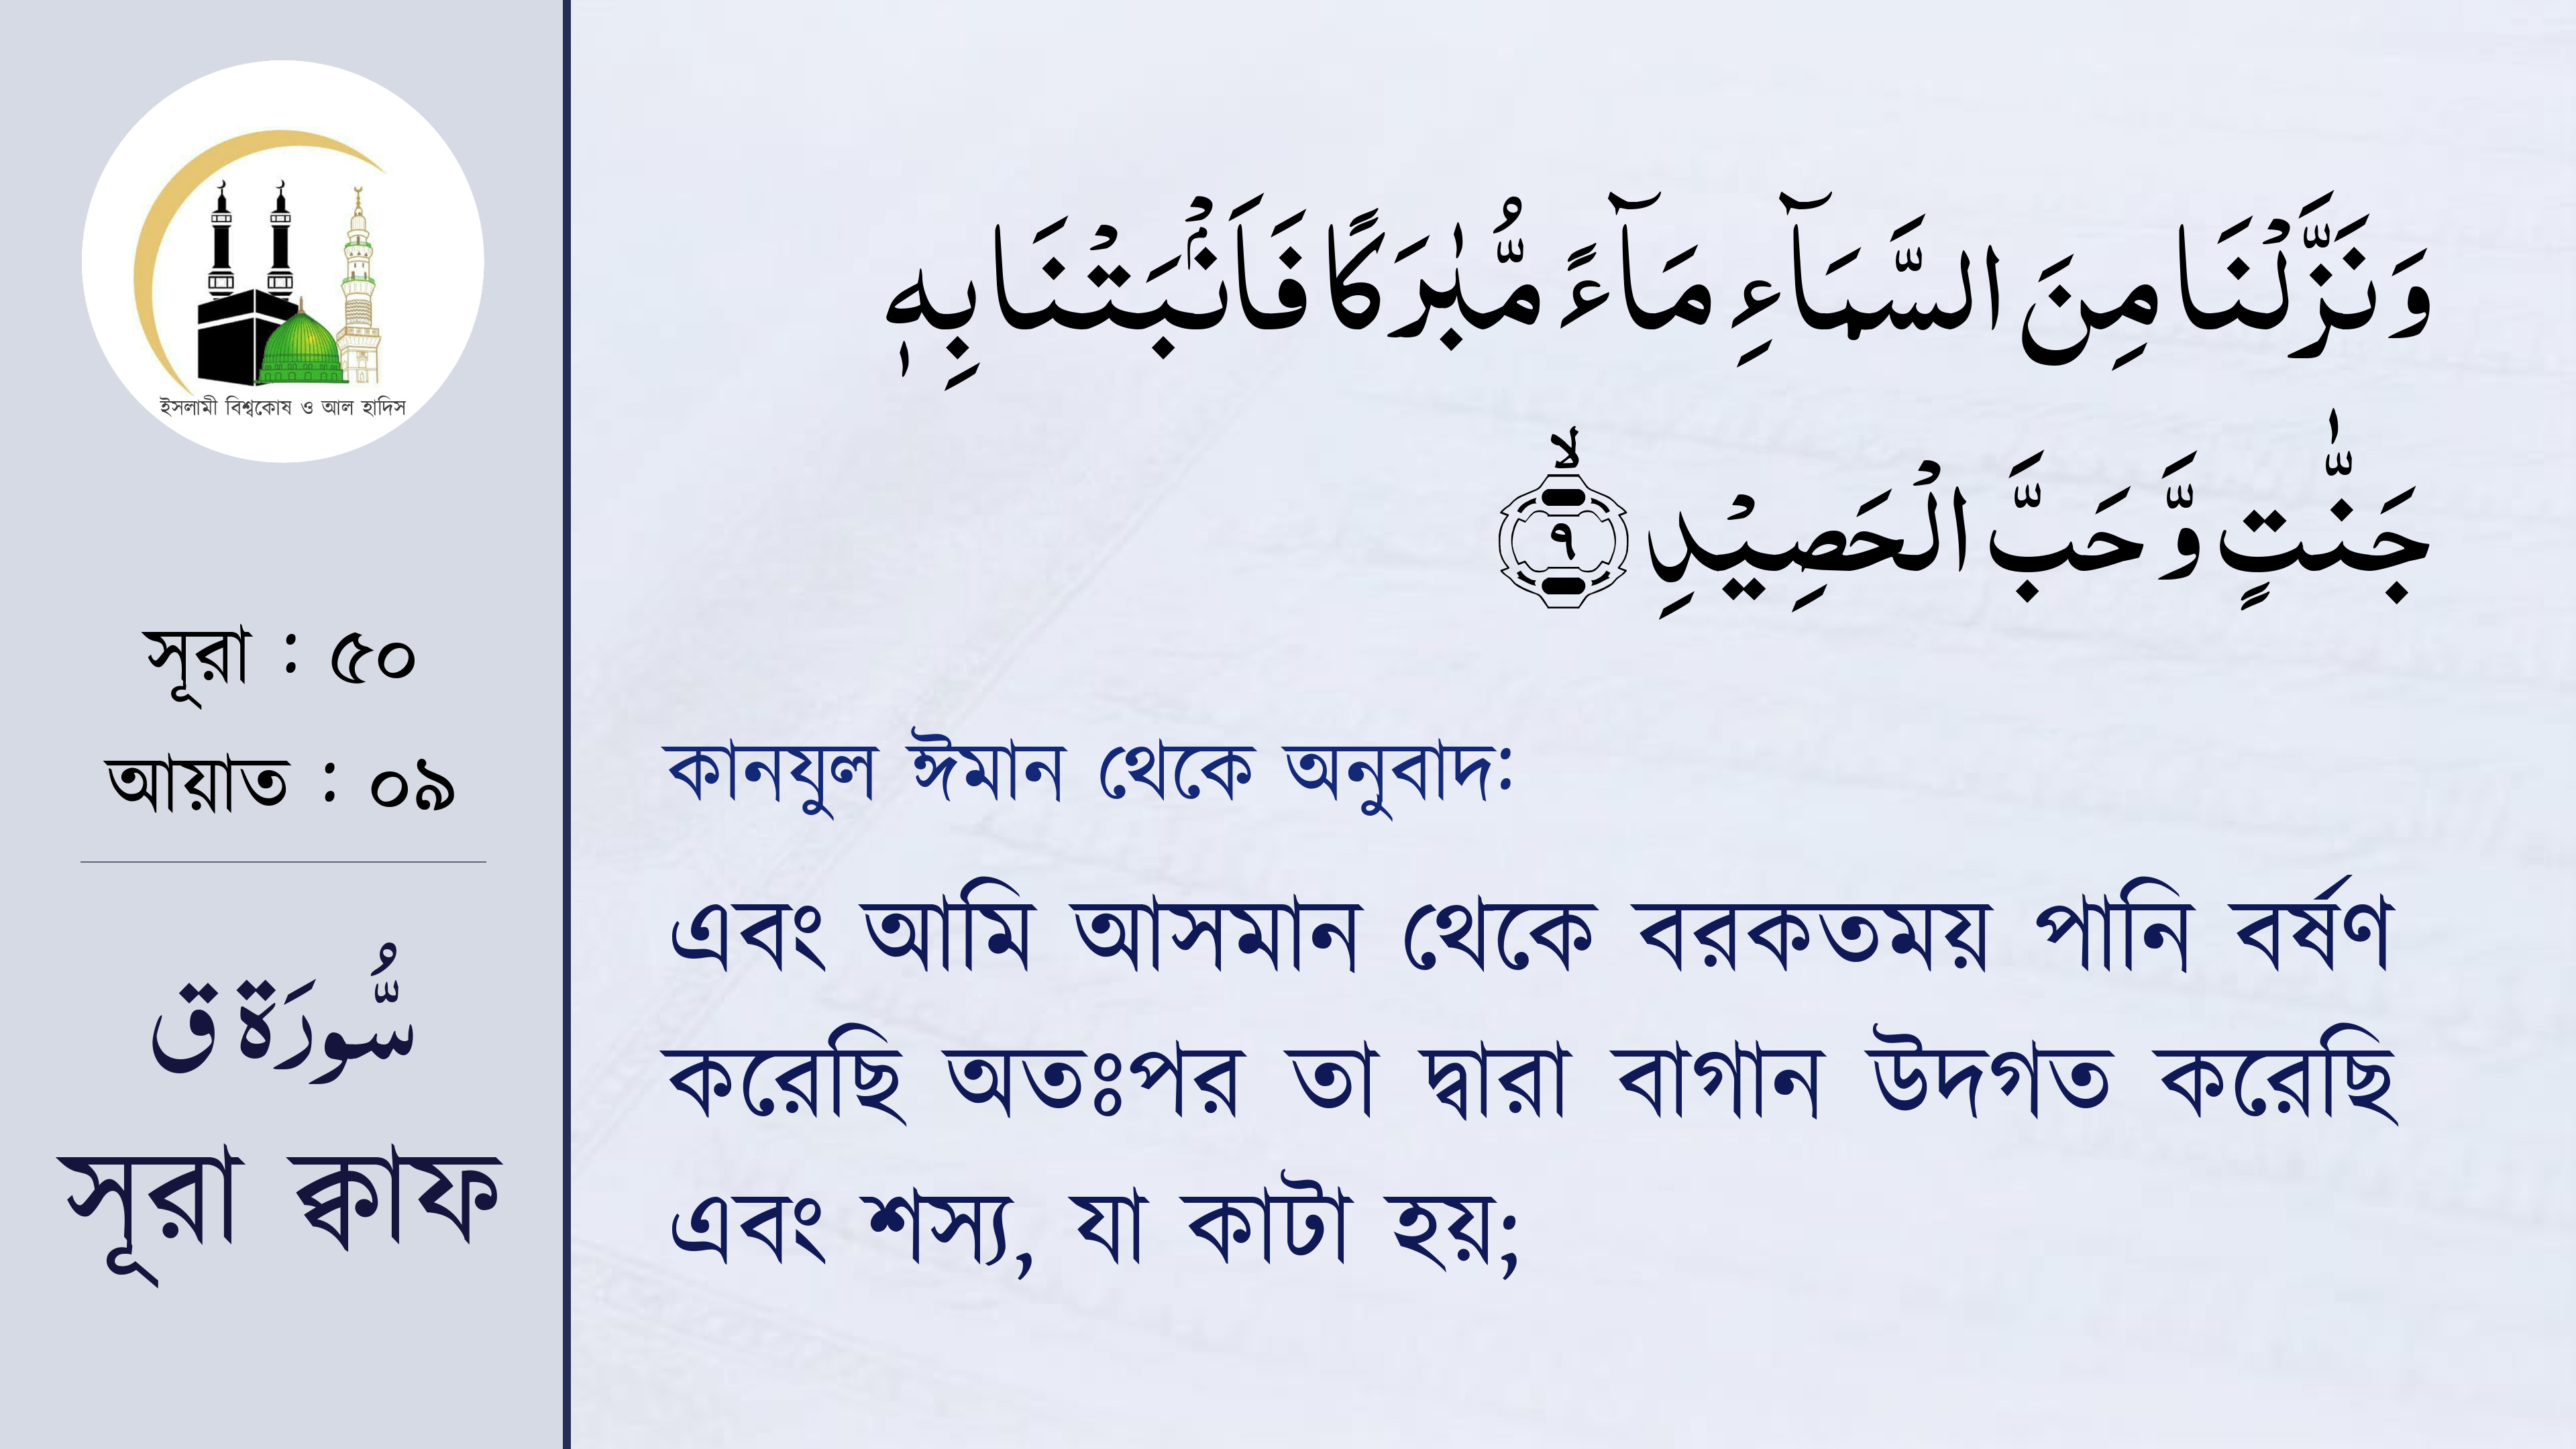 ইসলামী বিশ্বকোষ ও আল হাদিস
সূরা : ৫০
আয়াত : ০৯
سُّورَة ق
সূরা ক্বাফ
وَنَزَّلۡنَا مِنَ السَّمَآءِ مَآءً مُّبٰرَكًا فَاَنۡۢبَتۡنَا بِهٖ
جَنّٰتٍ وَّ حَبَّ الۡحَصِيۡدِ ۙ‏﴿۹﴾
কানযুল ঈমান থেকে অনুবাদ:
এবং আমি আসমান থেকে বরকতময় পানি বর্ষণ
করেছি অতঃপর তা দ্বারা বাগান উদগত করেছি
এবং শস্য, যা কাটা হয়;